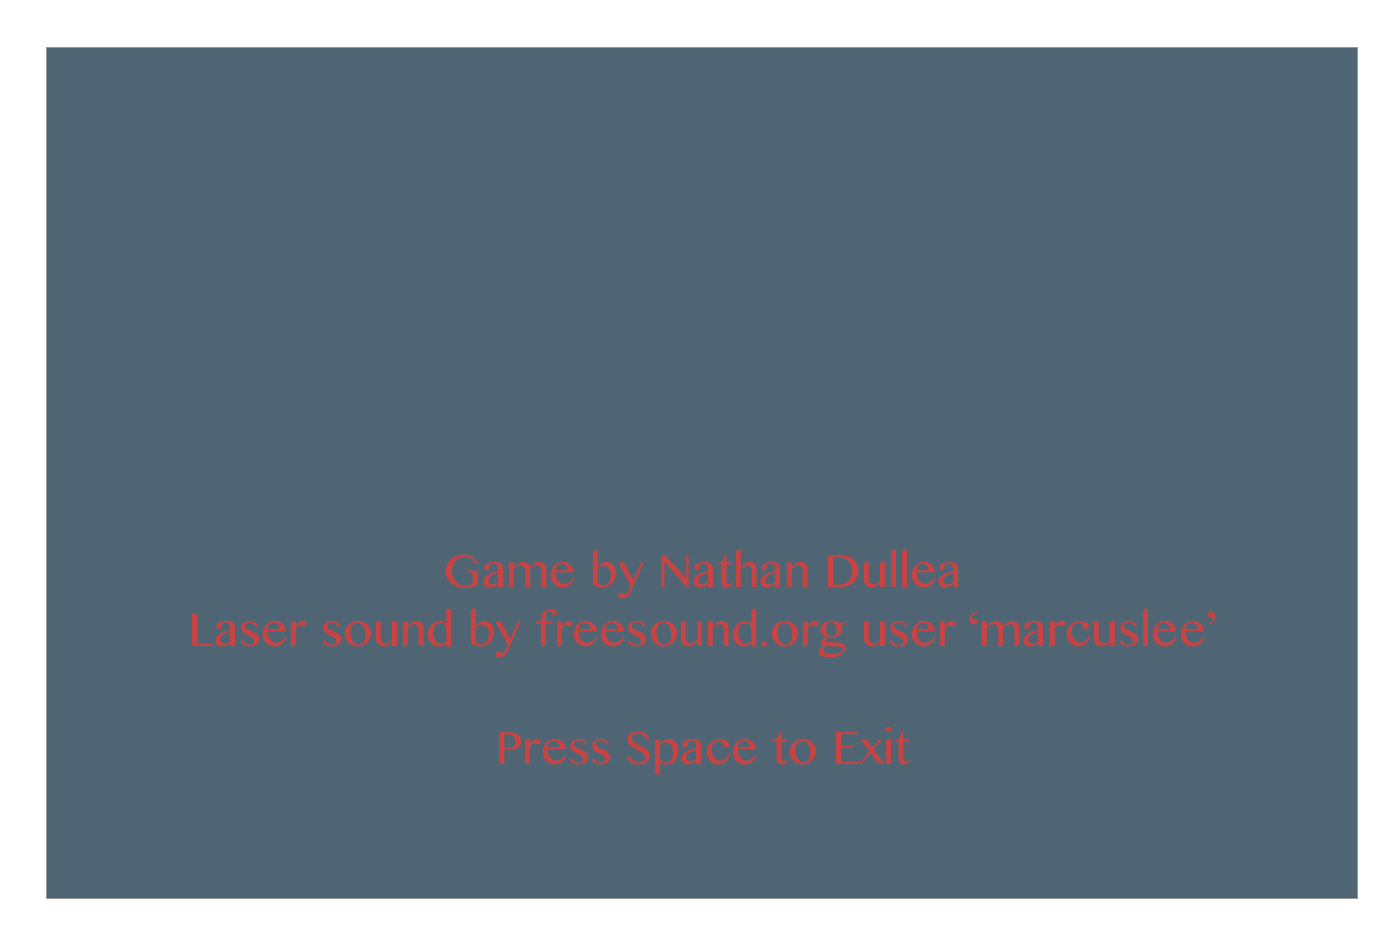 Game by Nathan Dullea
Laser sound by freesound.org user ‘marcuslee’
Press Space to Exit